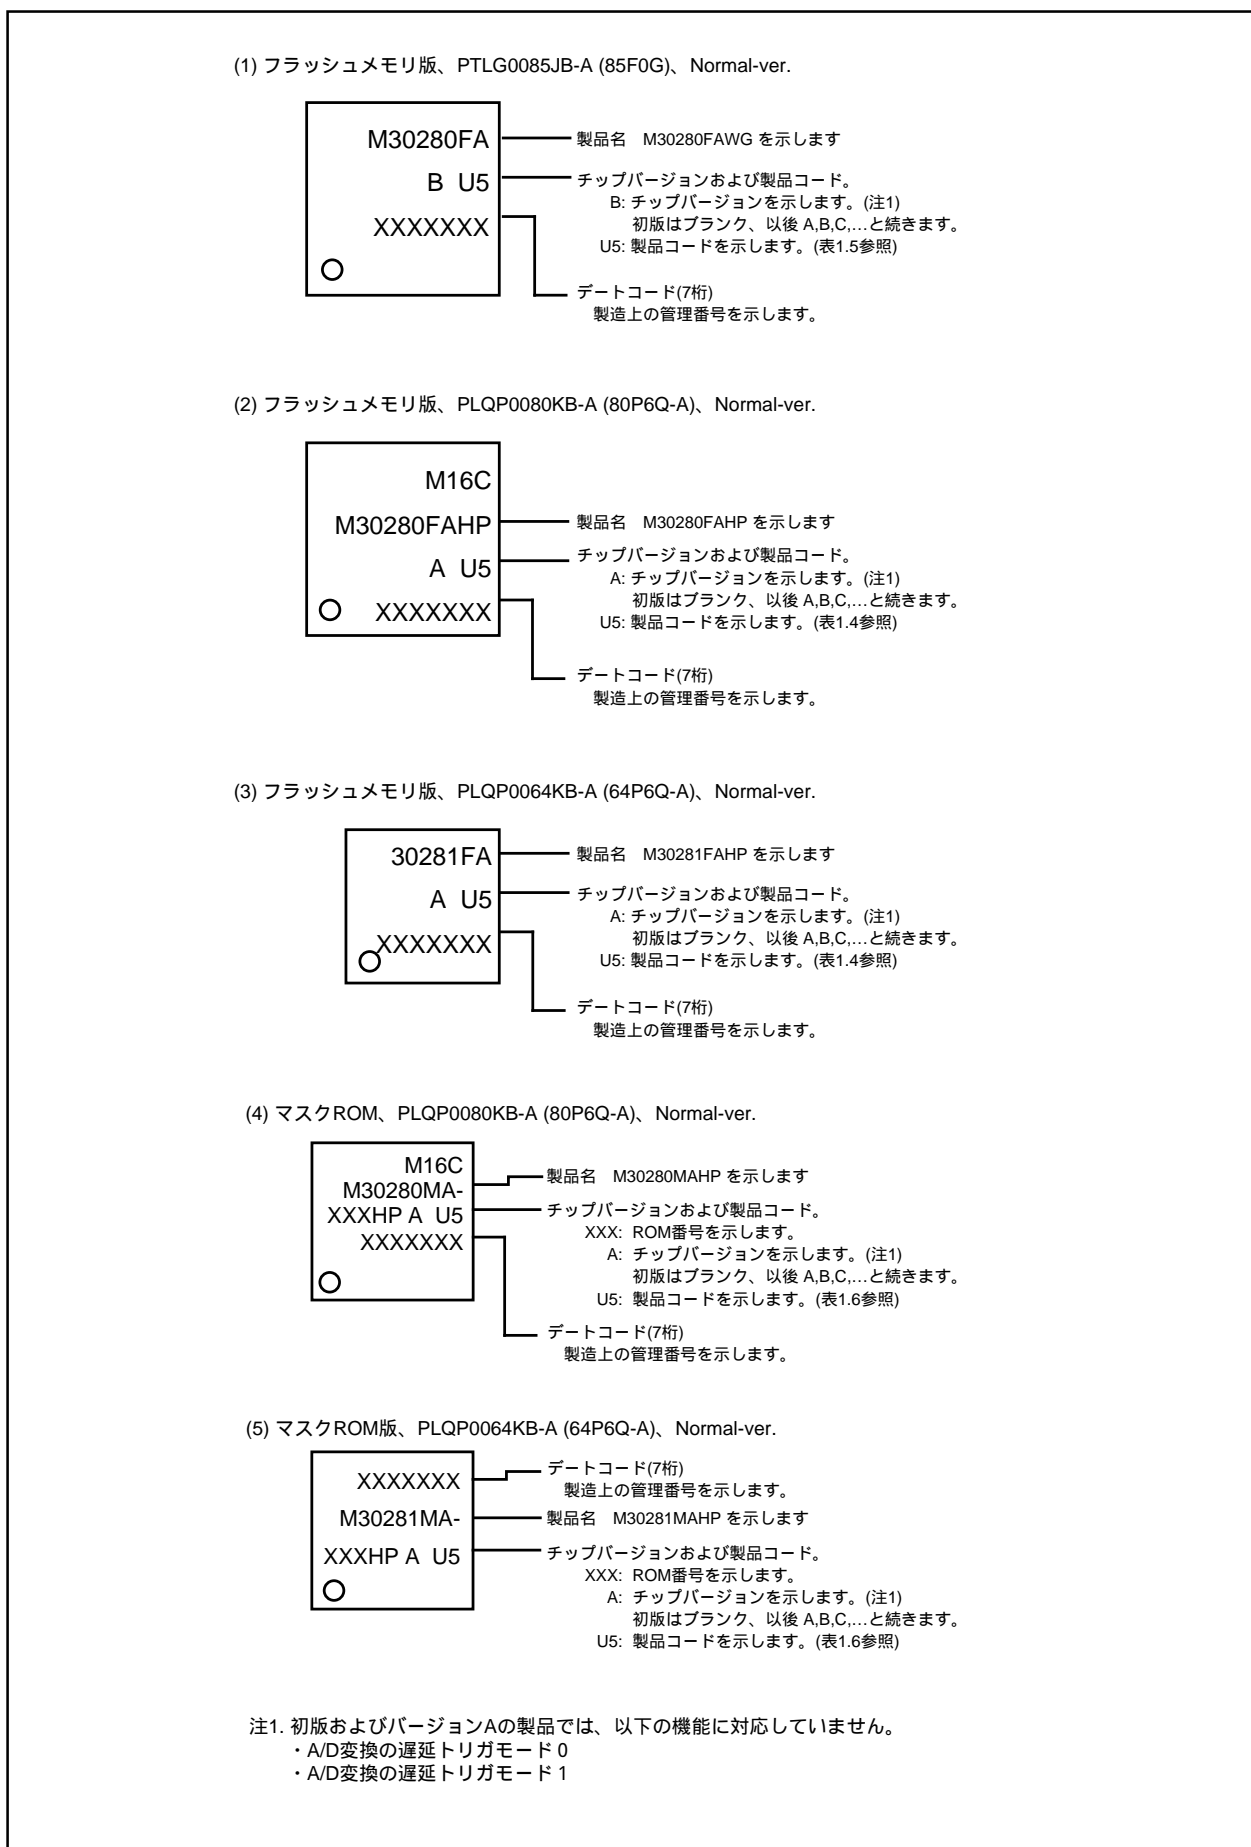 (1) フラッシュメモリ版、PTLG0085JB-A (85F0G)、Normal-ver.
M30280FA
製品名　M30280FAWG を示します
B U5
チップバージョンおよび製品コード。
B: チップバージョンを示します。(注1)
初版はブランク、以後 A,B,C,…と続きます。
XXXXXXX
U5: 製品コードを示します。(表1.5参照)
デートコード(7桁)
製造上の管理番号を示します。
(2) フラッシュメモリ版、PLQP0080KB-A (80P6Q-A)、Normal-ver.
M16C
M30280FAHP
製品名　M30280FAHP を示します
A U5
チップバージョンおよび製品コード。
A: チップバージョンを示します。(注1)
初版はブランク、以後 A,B,C,…と続きます。
XXXXXXX
U5: 製品コードを示します。(表1.4参照)
デートコード(7桁)
製造上の管理番号を示します。
(3) フラッシュメモリ版、PLQP0064KB-A (64P6Q-A)、Normal-ver.
30281FA
製品名　M30281FAHP を示します
A U5
チップバージョンおよび製品コード。
A: チップバージョンを示します。(注1)
初版はブランク、以後 A,B,C,…と続きます。
XXXXXXX
U5: 製品コードを示します。(表1.4参照)
デートコード(7桁)
製造上の管理番号を示します。
(4) マスクROM、PLQP0080KB-A (80P6Q-A)、Normal-ver.
M16C
M30280MA-
製品名　M30280MAHP を示します
XXXHP A U5
チップバージョンおよび製品コード。
XXX: ROM番号を示します。
XXXXXXX
A: チップバージョンを示します。(注1)
初版はブランク、以後 A,B,C,…と続きます。
U5: 製品コードを示します。(表1.6参照)
デートコード(7桁)
製造上の管理番号を示します。
(5) マスクROM版、PLQP0064KB-A (64P6Q-A)、Normal-ver.
XXXXXXX
デートコード(7桁)
製造上の管理番号を示します。
M30281MA-
製品名　M30281MAHP を示します
XXXHP A U5
チップバージョンおよび製品コード。
XXX: ROM番号を示します。
A: チップバージョンを示します。(注1)
初版はブランク、以後 A,B,C,…と続きます。
U5: 製品コードを示します。(表1.6参照)
注1. 初版およびバージョンAの製品では、以下の機能に対応していません。
・A/D変換の遅延トリガモード 0
・A/D変換の遅延トリガモード 1